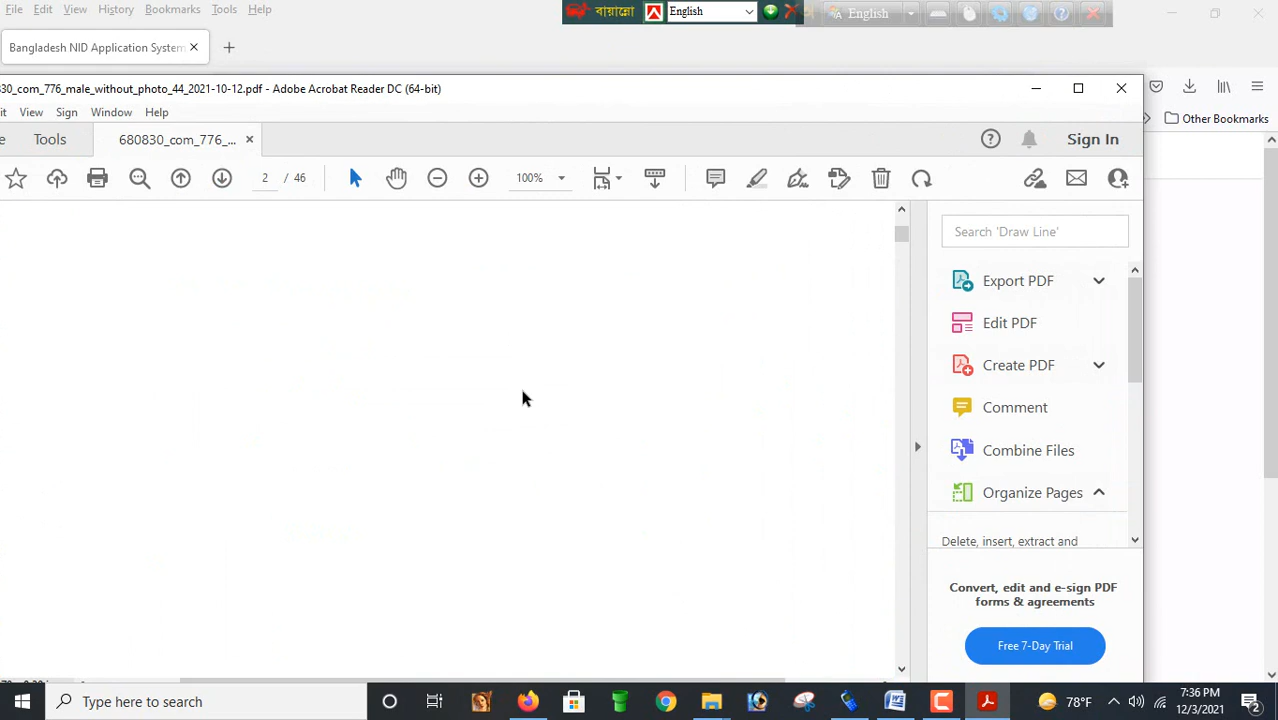 File Edit View History Bookmarks Tools Help
বায়ান্নো English English
Bangladesh NID Application System
30_com_776_male_without_photo_44_2021-10-12.pdf - Adobe Acrobat Reader DC (64-bit)
it View Sign Window Help
Other Bookmarks
e Tools 680830_com_776_... Sign In
2 / 46 100%
Search 'Draw Line'
Export PDF
Edit PDF
Create PDF
Comment
Combine Files
Organize Pages
Delete, insert, extract and
Convert, edit and e-sign PDF
forms & agreements
Free 7-Day Trial
Type here to search
78°F
7:36 PM
12/3/2021
2